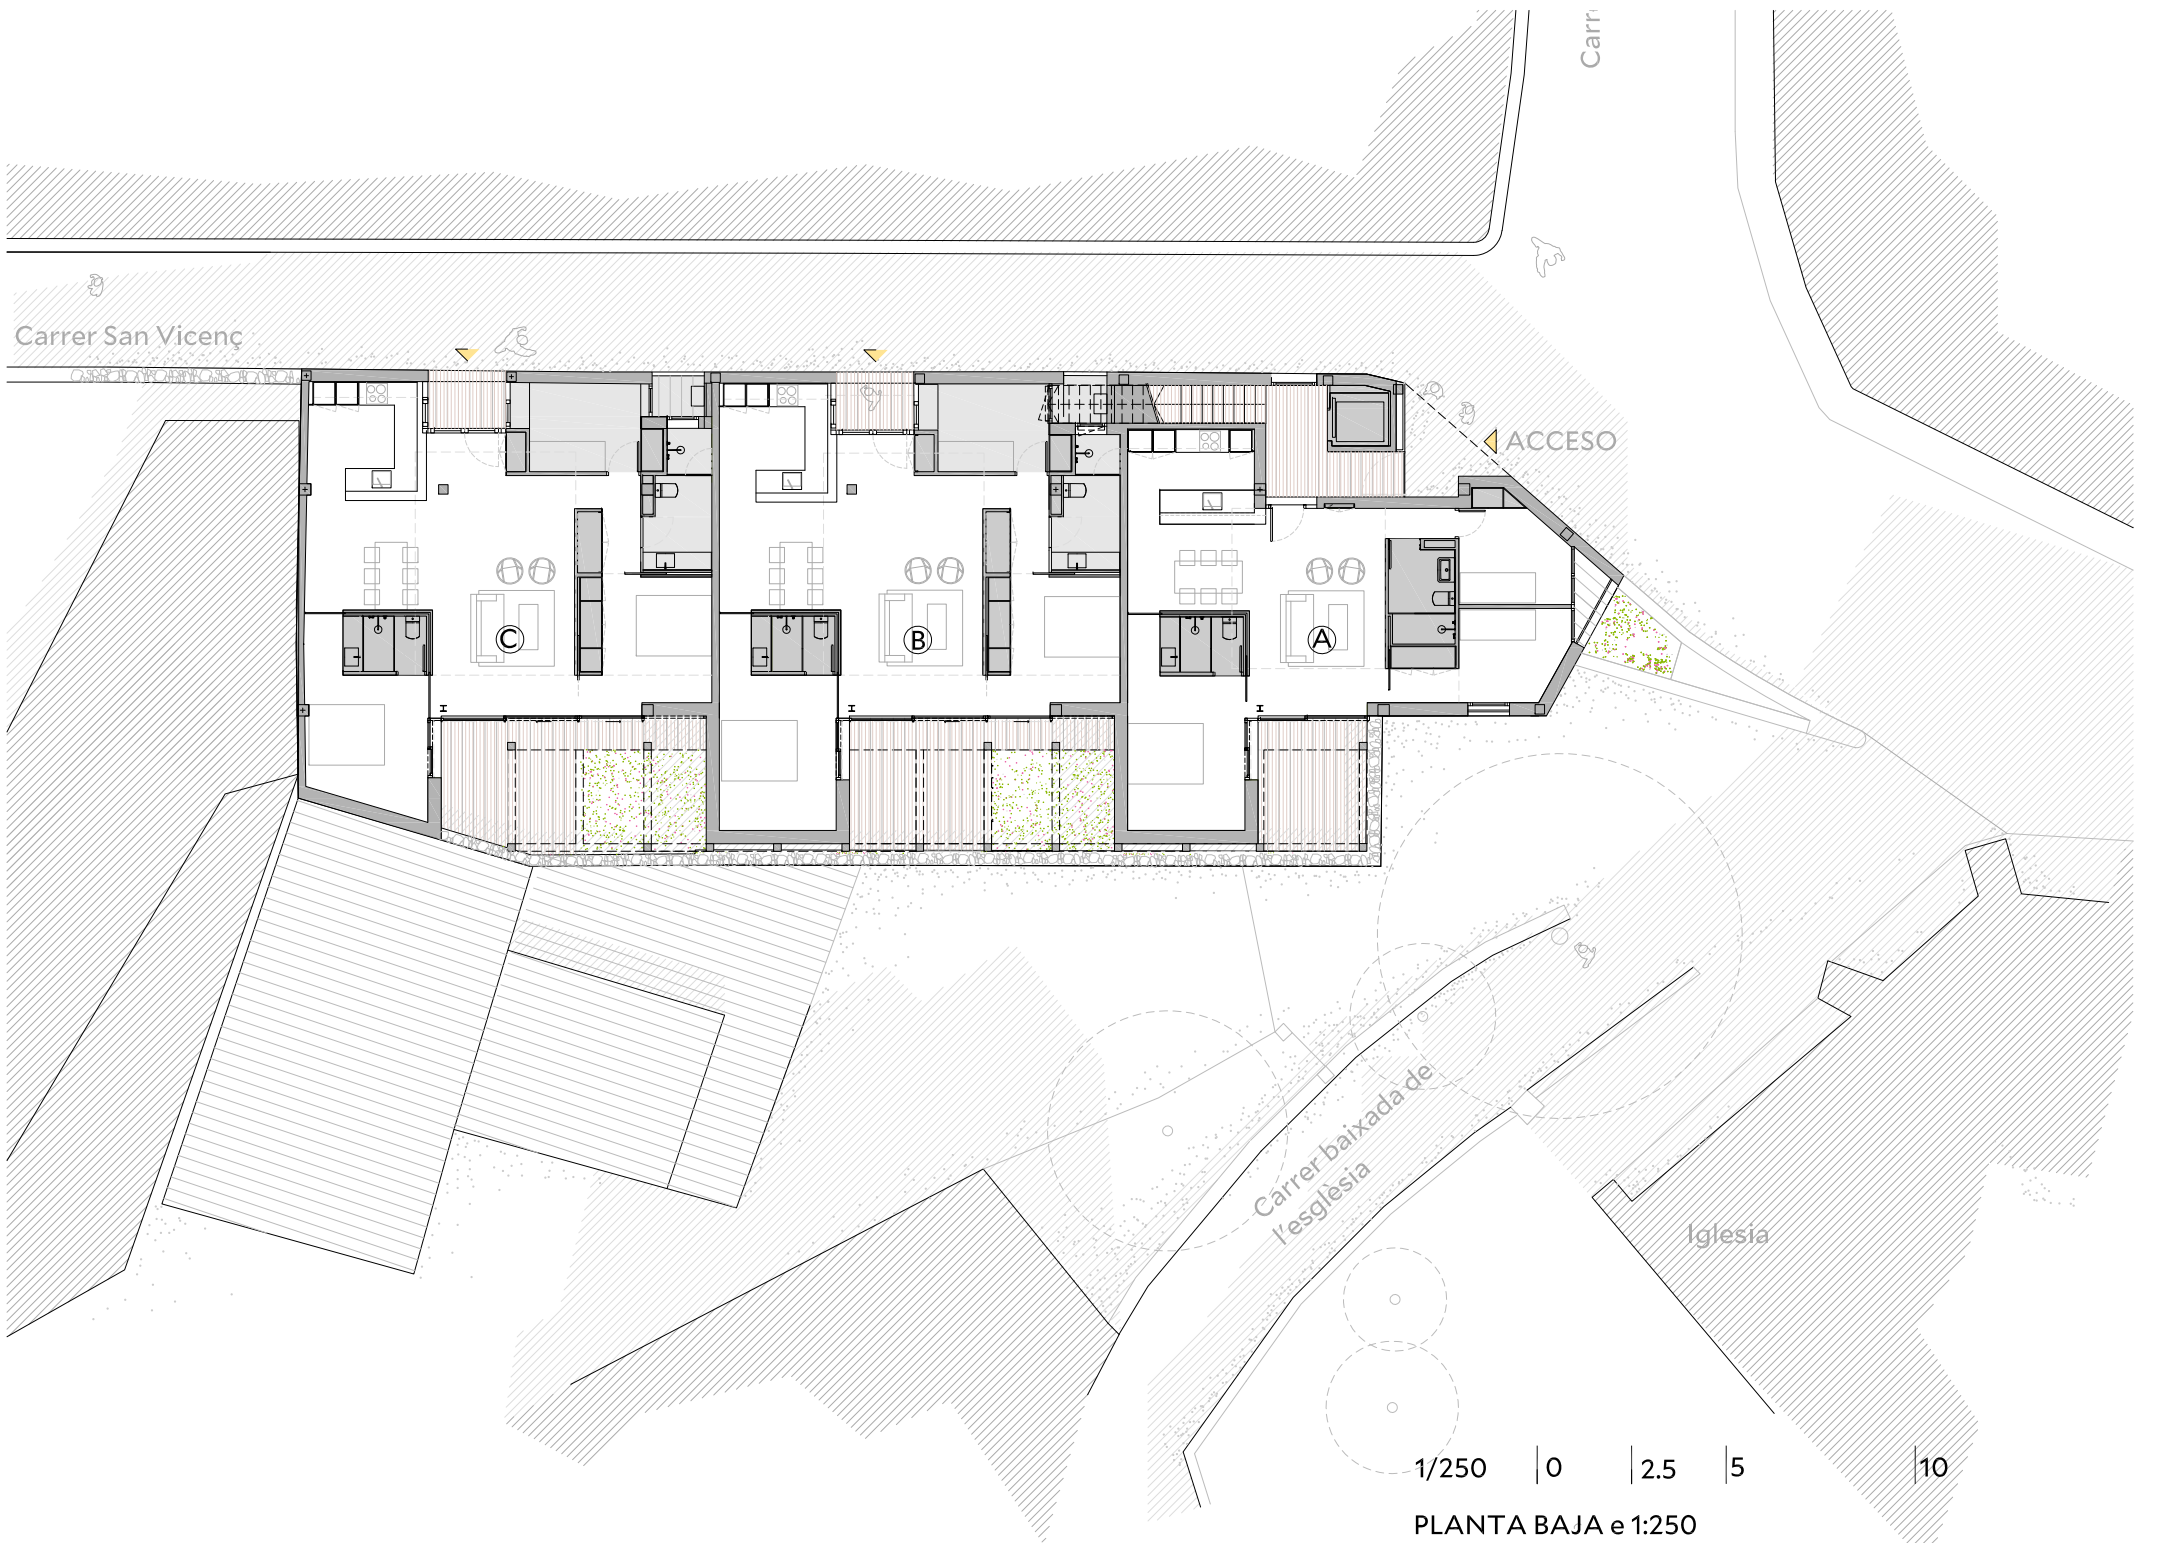 Carr
Carrer San Vicenç
ACCESO
C
B
A
Carrer baixada de
l'esglèsia
Iglesia
1/250 0 2.5 5 10
PLANTA BAJA e 1:250